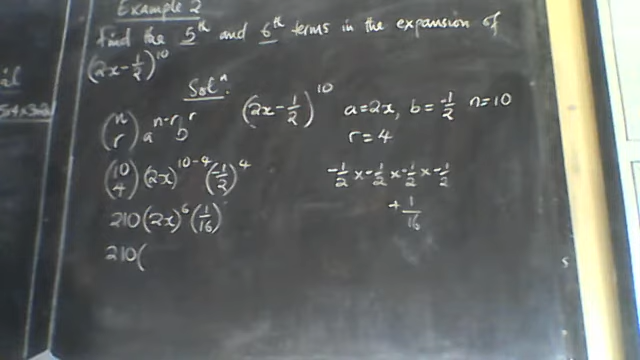 Example 2
Find the 5th and 6th terms in the expansion of
(2x - 1/2)^10
Solⁿ.
(n r) a^n-r b^r (2x - 1/2)^10 a=2x, b=-1/2 n=10
r=4
(10 4) (2x)^10-4 (-1/2)^4 -1/2 x -1/2 x -1/2 x -1/2
210 (2x)^6 (1/16) + 1/16
210 (